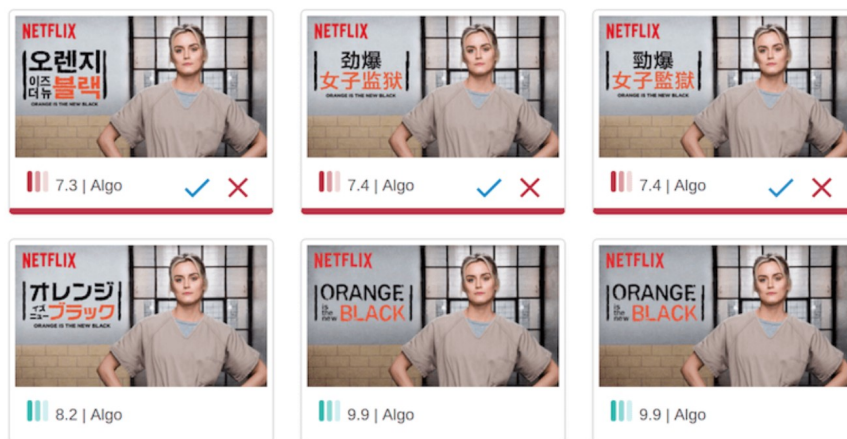 NETFLIX
오렌지
이즈
더 뉴 블랙
ORANGE IS THE NEW BLACK
7.3 | Algo
NETFLIX
劲爆
女子监狱
ORANGE IS THE NEW BLACK
7.4 | Algo
NETFLIX
勁爆
女子監獄
ORANGE IS THE NEW BLACK
7.4 | Algo
NETFLIX
オレンジ
イズ
ニュー ブラック
ORANGE IS THE NEW BLACK
8.2 | Algo
NETFLIX
ORANGE
is
the
new BLACK
9.9 | Algo
NETFLIX
ORANGE
is
the
new BLACK
9.9 | Algo